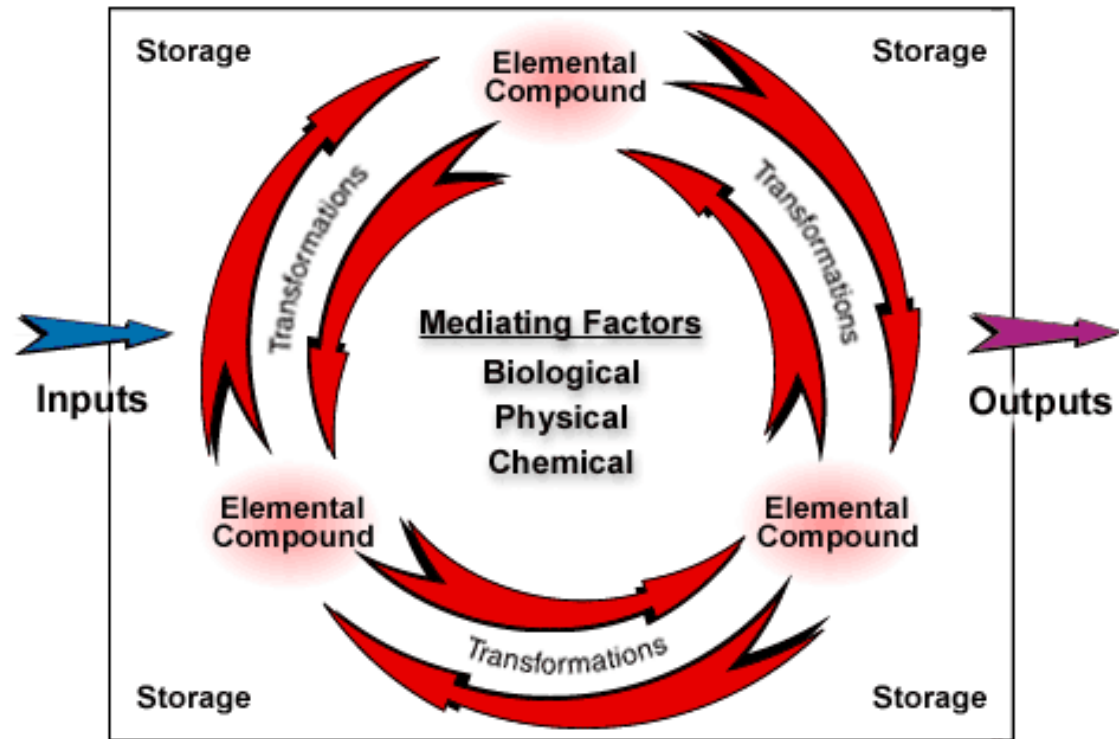 Storage
Elemental
Compound
Storage
Transformations
Transformations
Mediating Factors
Biological
Physical
Chemical
Inputs
Outputs
Elemental
Compound
Elemental
Compound
Transformations
Storage
Storage